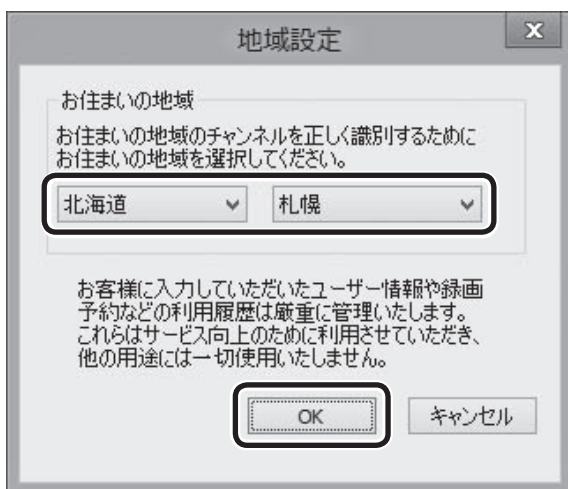 地域設定
x
お住まいの地域
お住まいの地域のチャンネルを正しく識別するために
お住まいの地域を選択してください。
北海道 札幌
お客様に入力していただいたユーザー情報や録画
予約などの利用履歴は厳重に管理いたします。
これらはサービス向上のために利用させていただき、
他の用途には一切使用いたしません。
OK キャンセル